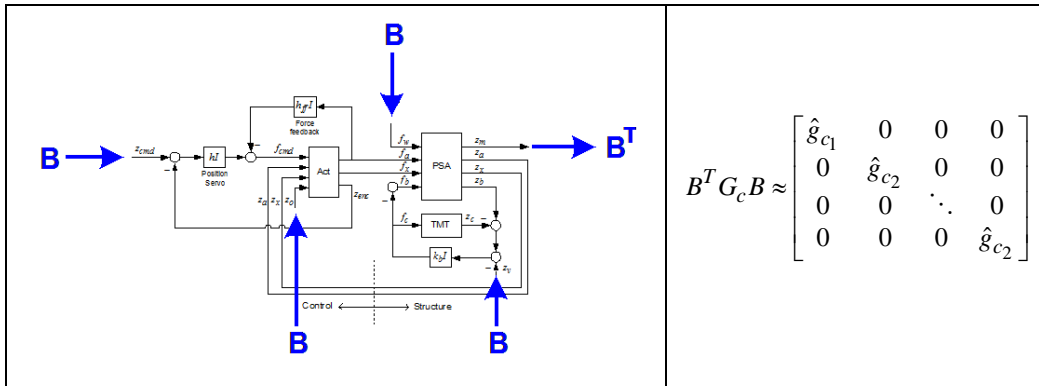 B
h_ff I
Force
feedback
B
z_cmd
hI
Position
Servo
f_cmd
Act
f_w
f_a
f_x
f_b
PSA
z_m
z_a
z_x
z_b
B^T
z_a z_x z_o
z_enc
f_c
TMT
z_c
k_b I
z_v
Control
Structure
B
B
B^T G_c B ≈
ĝ_c1 0 0 0
0 ĝ_c2 0 0
0 0 ⋱ 0
0 0 0 ĝ_c2